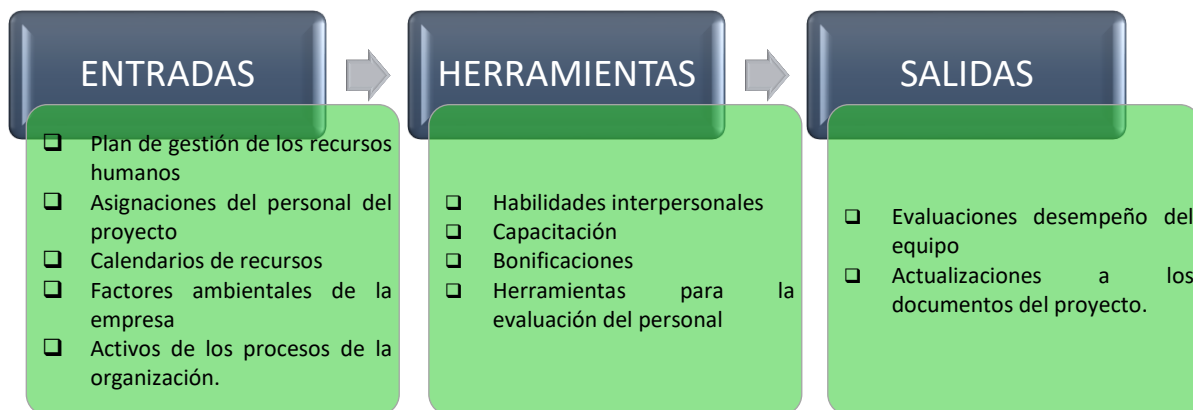 ENTRADAS
Plan de gestión de los recursos
humanos
Asignaciones del personal del
proyecto
Calendarios de recursos
Factores ambientales de la
empresa
Activos de los procesos de la
organización.
HERRAMIENTAS
Habilidades interpersonales
Capacitación
Bonificaciones
Herramientas para la
evaluación del personal
SALIDAS
Evaluaciones desempeño del
equipo
Actualizaciones a los
documentos del proyecto.